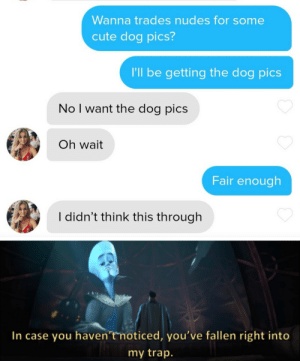 Wanna trades nudes for some
cute dog pics?
I'll be getting the dog pics
No I want the dog pics
Oh wait
Fair enough
I didn't think this through
In case you haven't noticed, you've fallen right into
my trap.